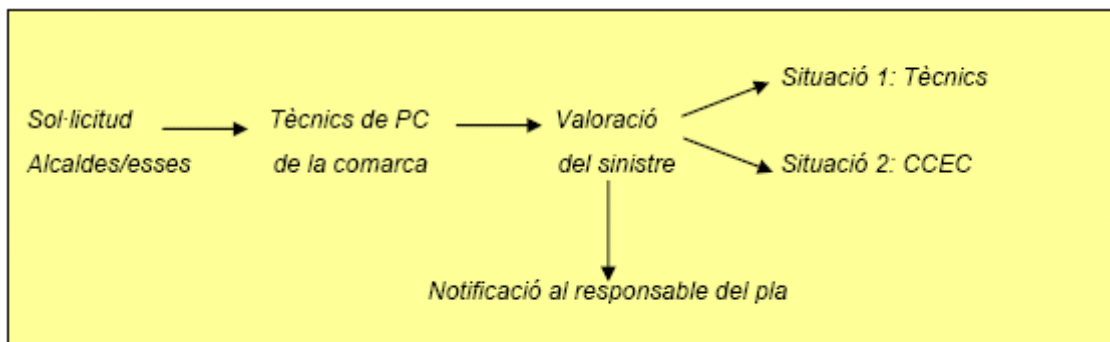 Sol·licitud
Alcaldes/esses
Tècnics de PC
de la comarca
Valoració
del sinistre
Situació 1: Tècnics
Situació 2: CCEC
Notificació al responsable del pla